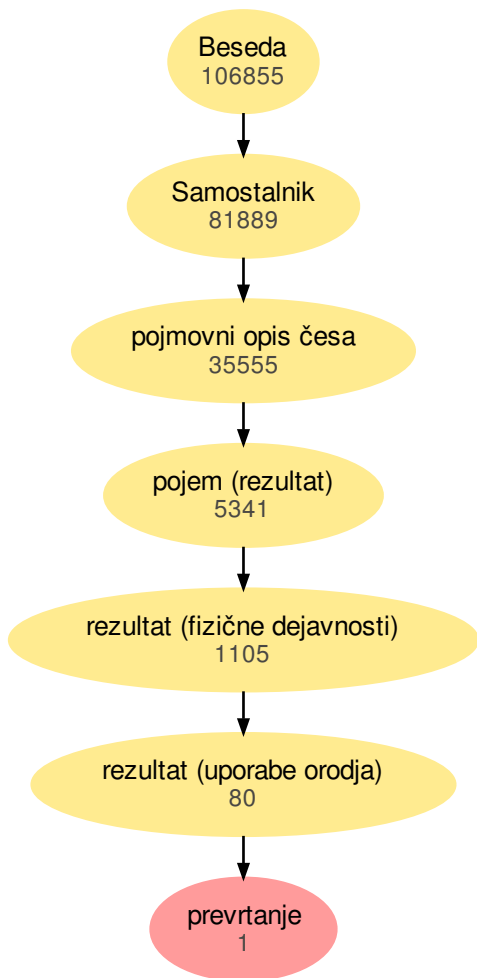 Beseda
106855
Samostalnik
81889
pojmovni opis česa
35555
pojem (rezultat)
5341
rezultat (fizične dejavnosti)
1105
rezultat (uporabe orodja)
80
prevrtanje
1